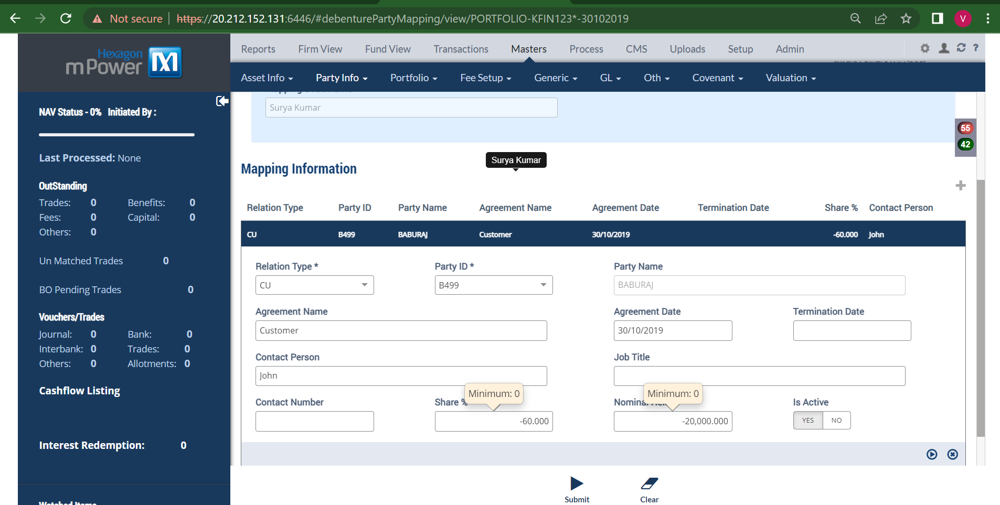 Not secure https://20.212.152.131:6446/#debenturePartyMapping/view/PORTFOLIO-KFIN123*-30102019
V
Hexagon
mPower
Reports Firm View Fund View Transactions Masters Process CMS Uploads Setup Admin ?
Asset Info Party Info Portfolio Fee Setup Generic GL Oth Covenant Valuation
NAV Status - 0% Initiated By :
Last Processed: None
OutStanding
Trades: 0 Benefits: 0
Fees: 0 Capital: 0
Others: 0
Un Matched Trades 0
BO Pending Trades 0
Vouchers/Trades
Journal: 0 Bank: 0
Interbank: 0 Trades: 0
Others: 0 Allotments: 0
Cashflow Listing
Interest Redemption: 0
Watched Items
Surya Kumar
55
42
Surya Kumar
Mapping Information
Relation Type Party ID Party Name Agreement Name Agreement Date Termination Date Share % Contact Person
CU B499 BABURAJ Customer 30/10/2019 -60.000 John
Relation Type * Party ID * Party Name
CU B499 BABURAJ
Agreement Name Agreement Date Termination Date
Customer 30/10/2019
Contact Person Job Title
John
Minimum: 0 Minimum: 0
Contact Number Share % Nominal Is Active
-60.000 -20,000.000 YES NO
Submit Clear